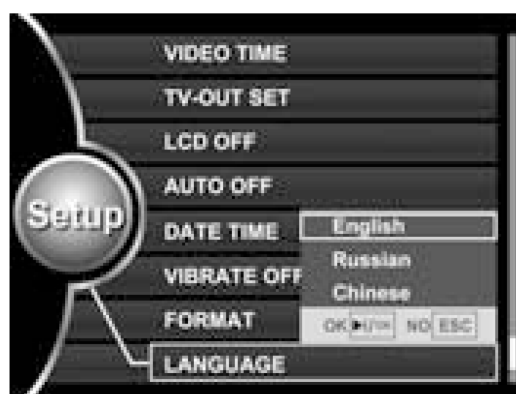 VIDEO TIME
TV-OUT SET
LCD OFF
AUTO OFF
Setup
DATE TIME
VIBRATE OFF
FORMAT
LANGUAGE
English
Russian
Chinese
OK NO ESC